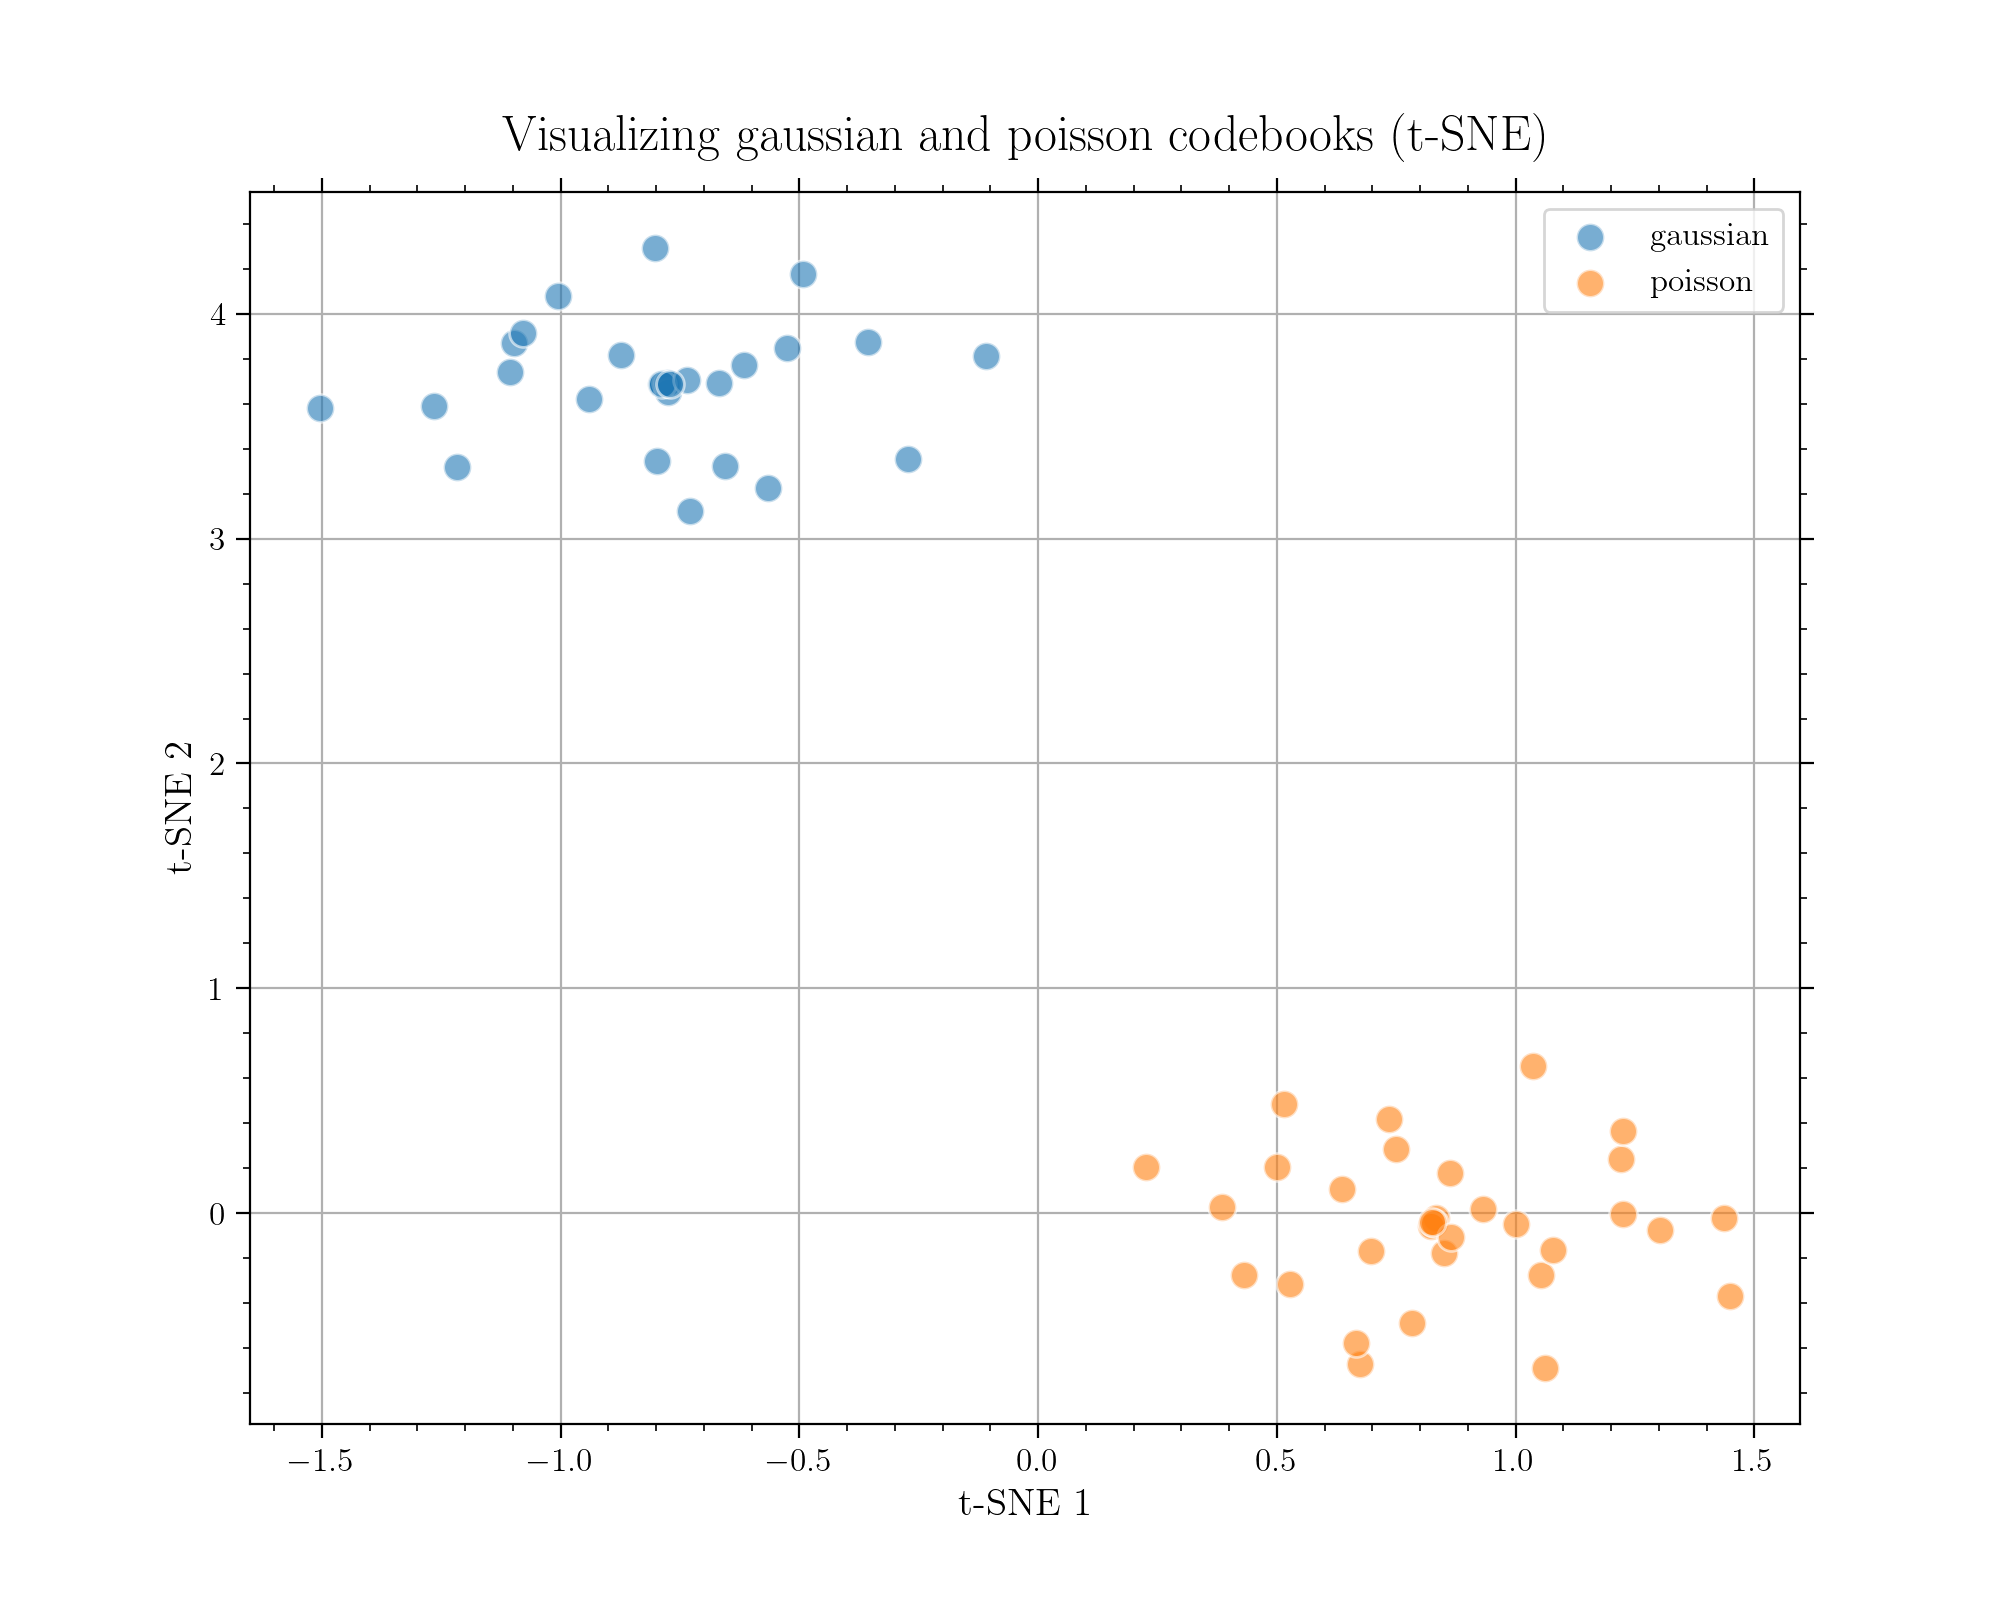 Visualizing gaussian and poisson codebooks (t-SNE)
gaussian
poisson
4
3
2
1
0
t-SNE 2
−1.5 −1.0 −0.5 0.0 0.5 1.0 1.5
t-SNE 1